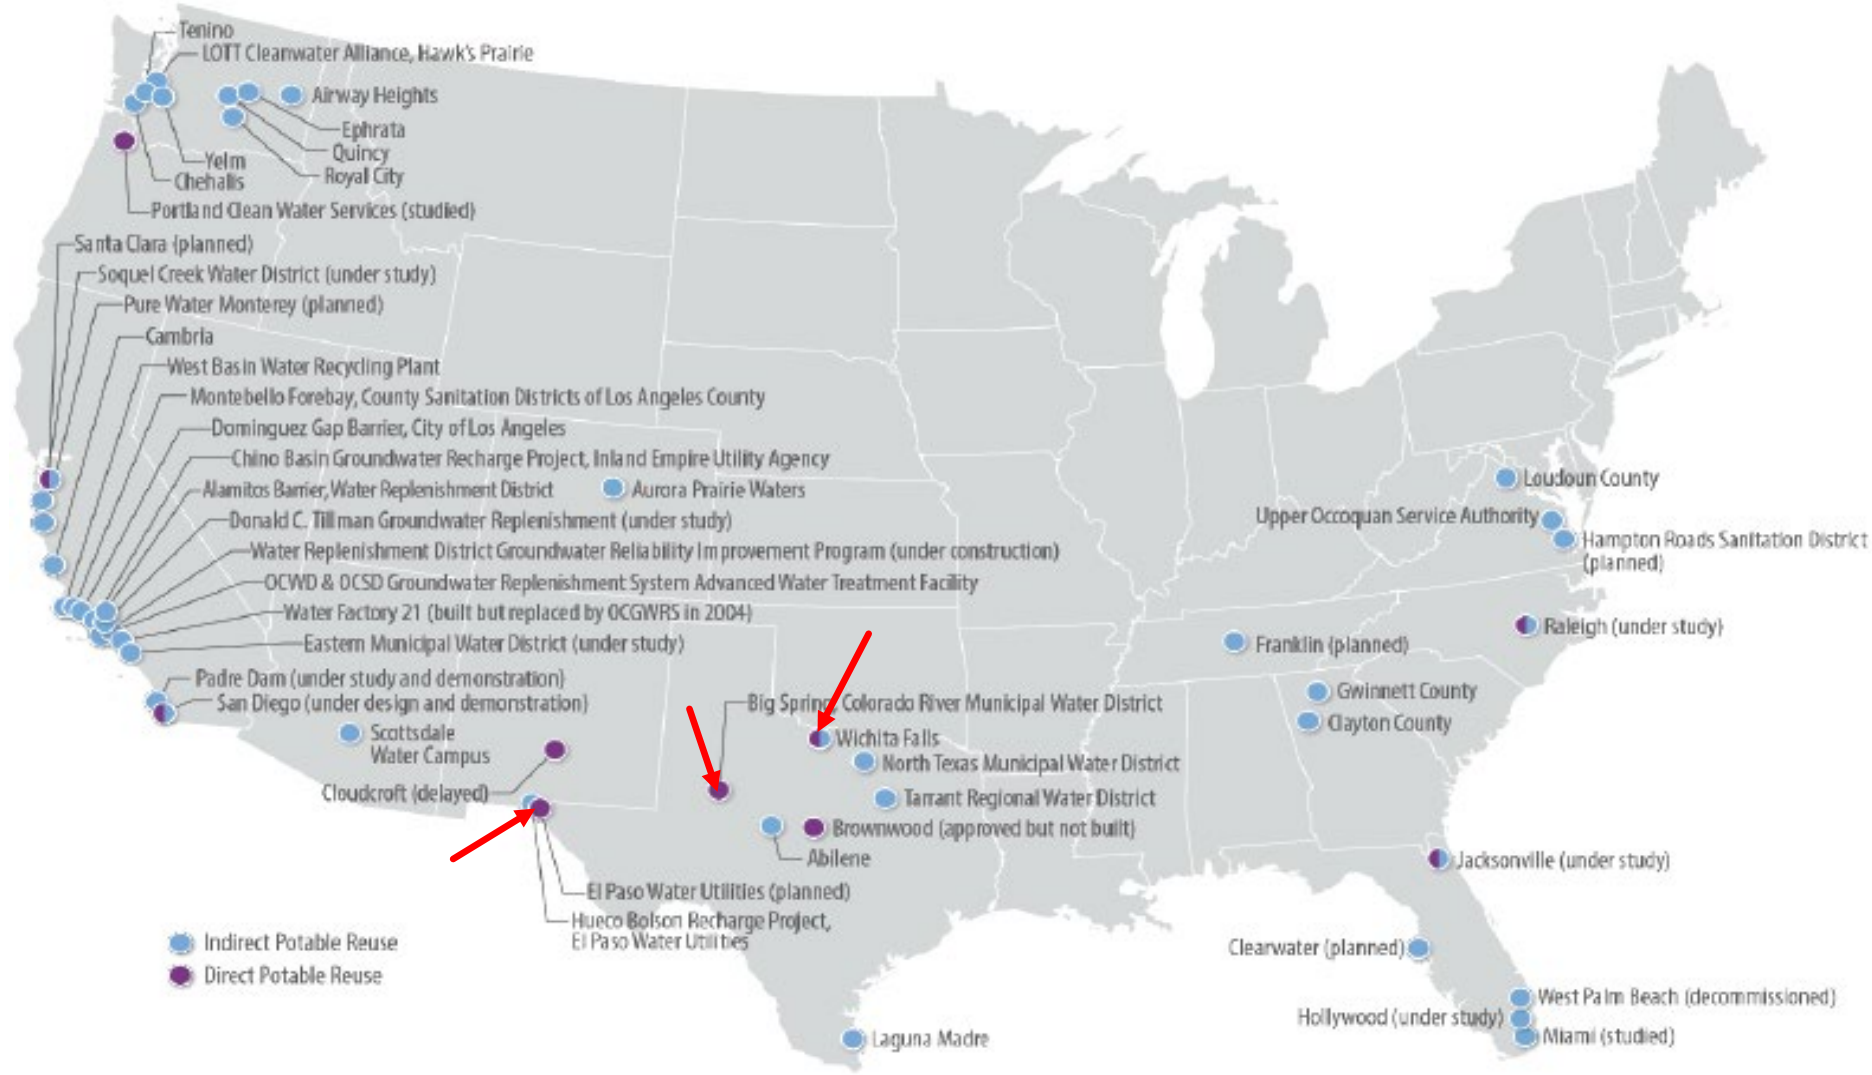 Tenino
LOTT Cleanwater Alliance, Hawk's Prairie
Airway Heights
Ephrata
Quincy
Royal City
Yelm
Chehalis
Portland Clean Water Services (studied)
Santa Clara (planned)
Soquel Creek Water District (under study)
Pure Water Monterey (planned)
Cambria
West Basin Water Recycling Plant
Montebello Forebay, County Sanitation Districts of Los Angeles County
Dominguez Gap Barrier, City of Los Angeles
Chino Basin Groundwater Recharge Project, Inland Empire Utility Agency
Alamitos Barrier, Water Replenishment District
Aurora Prairie Waters
Donald C. Tillman Groundwater Replenishment (under study)
Water Replenishment District Groundwater Reliability Improvement Program (under construction)
OCWD & OCSD Groundwater Replenishment System Advanced Water Treatment Facility
Water Factory 21 (built but replaced by OCGWRS in 2004)
Eastern Municipal Water District (under study)
Padre Dam (under study and demonstration)
San Diego (under design and demonstration)
Scottsdale
Water Campus
Cloudcroft (delayed)
Big Spring, Colorado River Municipal Water District
Wichita Falls
North Texas Municipal Water District
Tarrant Regional Water District
Brownwood (approved but not built)
Abilene
El Paso Water Utilities (planned)
Hueco Bolson Recharge Project,
El Paso Water Utilities
Laguna Madre
Loudoun County
Upper Occoquan Service Authority
Hampton Roads Sanitation District
(planned)
Raleigh (under study)
Franklin (planned)
Gwinnett County
Clayton County
Jacksonville (under study)
Clearwater (planned)
West Palm Beach (decommissioned)
Hollywood (under study)
Miami (studied)
Indirect Potable Reuse
Direct Potable Reuse